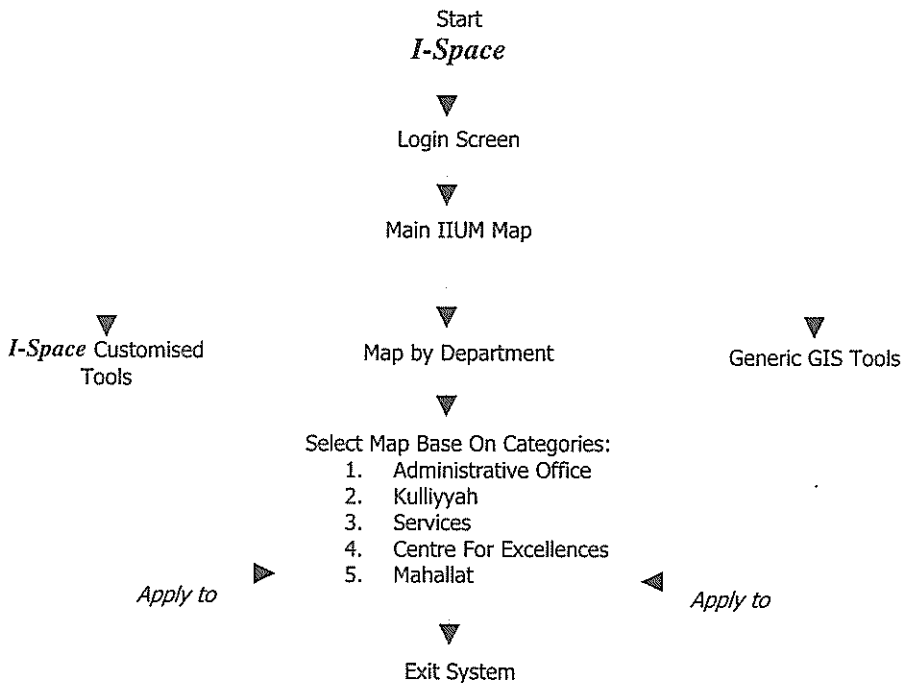 Start
I-Space
Login Screen
Main IIUM Map
I-Space Customised
Tools
Map by Department
Generic GIS Tools
Select Map Base On Categories:
1. Administrative Office
2. Kulliyyah
3. Services
4. Centre For Excellences
5. Mahallat
Apply to
Apply to
Exit System